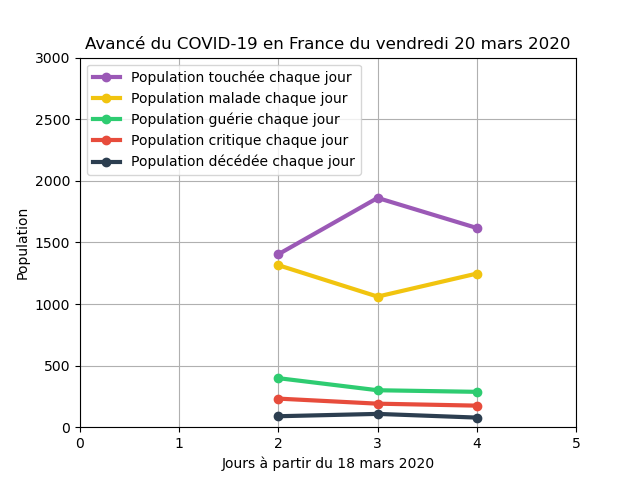 Avancé du COVID-19 en France du vendredi 20 mars 2020
3000
2500
2000
1500
1000
500
0
Population
Population touchée chaque jour
Population malade chaque jour
Population guérie chaque jour
Population critique chaque jour
Population décédée chaque jour
0 1 2 3 4 5
Jours à partir du 18 mars 2020